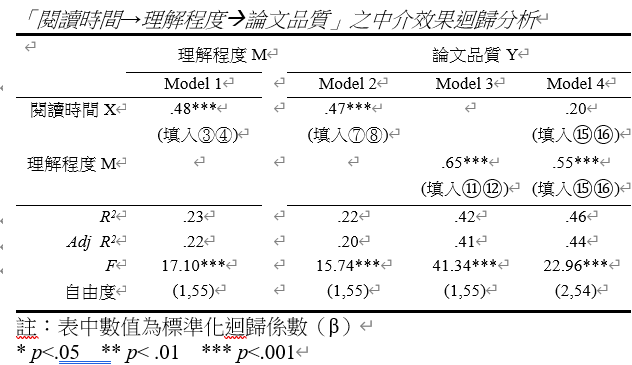 「閱讀時間→理解程度→論文品質」之中介效果迴歸分析
理解程度 M 論文品質 Y
Model 1 Model 2 Model 3 Model 4
閱讀時間 X .48*** .47*** .20
(填入③④) (填入⑦⑧) (填入⑮⑯)
理解程度 M .65*** .55***
(填入⑪⑫) (填入⑮⑯)
R² .23 .22 .42 .46
Adj R² .22 .20 .41 .44
F 17.10*** 15.74*** 41.34*** 22.96***
自由度 (1,55) (1,55) (1,55) (2,54)
註：表中數值為標準化迴歸係數（β）
* p<.05 ** p< .01 *** p<.001